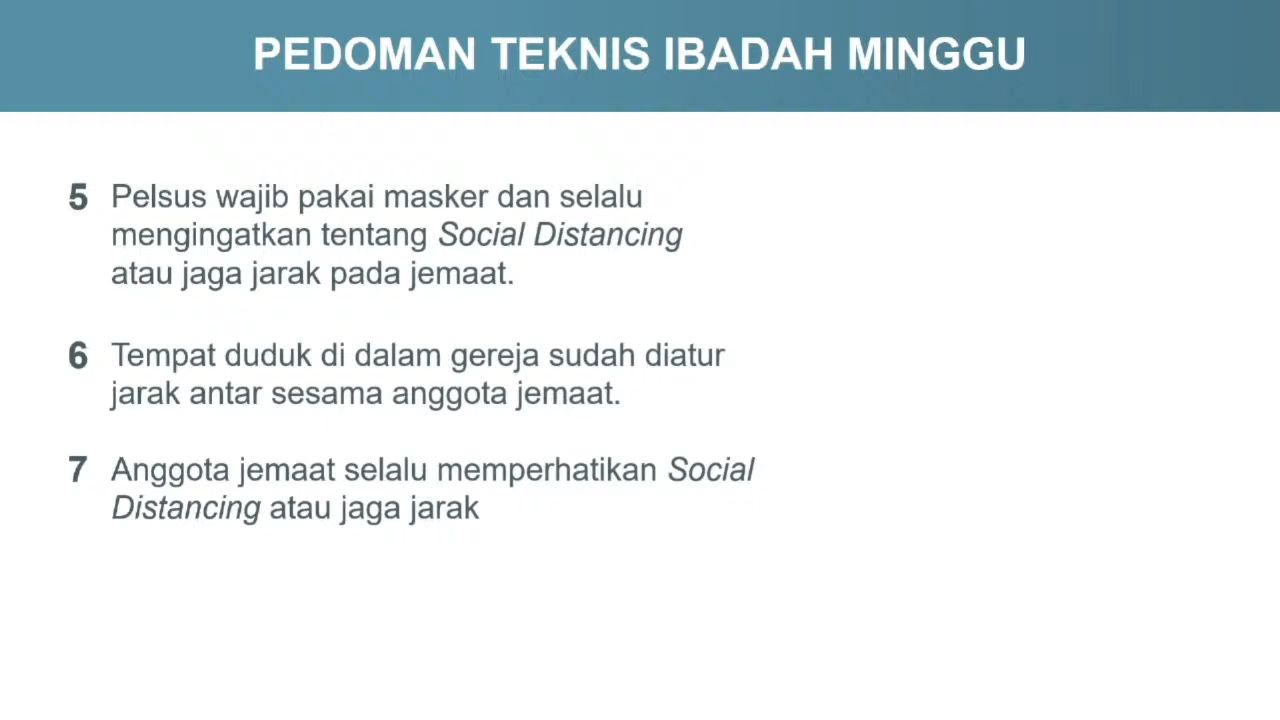 PEDOMAN TEKNIS IBADAH MINGGU
5 Pelsus wajib pakai masker dan selalu
mengingatkan tentang Social Distancing
atau jaga jarak pada jemaat.
6 Tempat duduk di dalam gereja sudah diatur
jarak antar sesama anggota jemaat.
7 Anggota jemaat selalu memperhatikan Social
Distancing atau jaga jarak